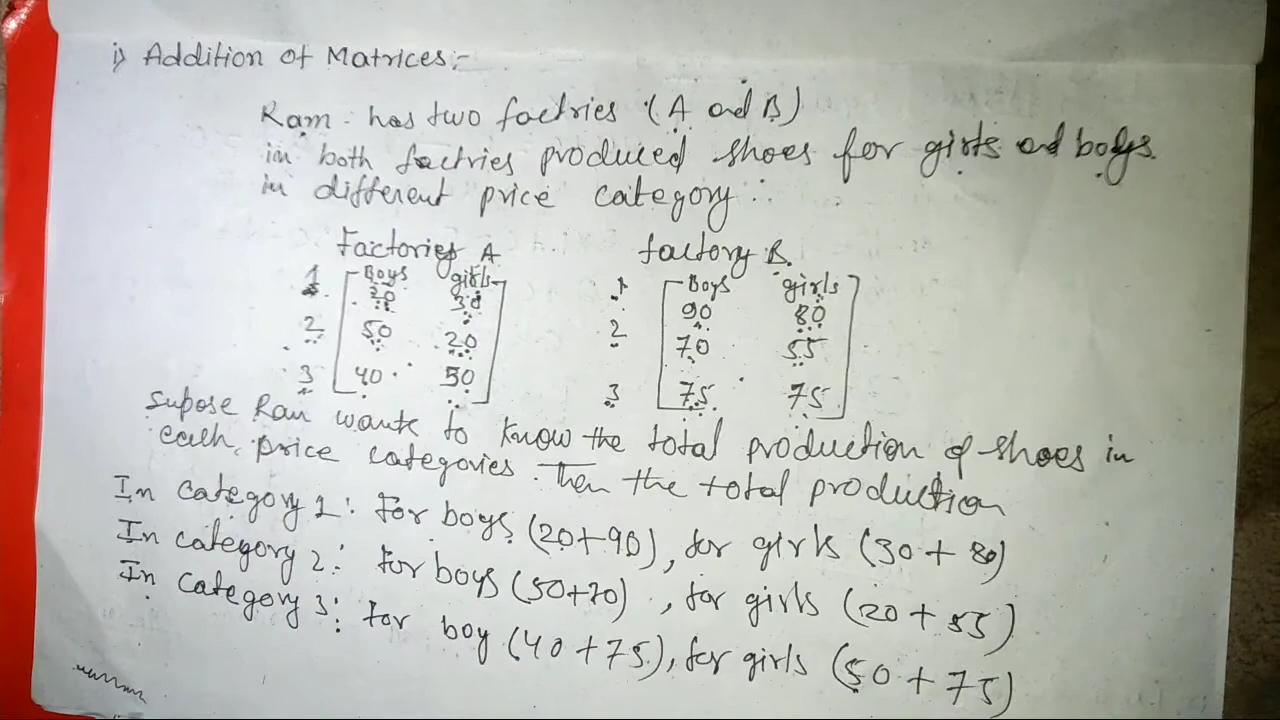 i) Addition of Matrices:-
Ram has two factries (A and B)
in both factries produced shoes for girls and boys.
in different price category:
Factories A factory B
Boys girls Boys girls
1 20 30 1 90 80
2 50 20 2 70 55
3 40 50 3 75 75
Supose Ram wants to know the total production of shoes in
each price categories. Then the total production
In category 1: For boys (20+90), for girls (30+80)
In category 2: For boys (50+70), for girls (20+55)
In category 3: For boy (40+75), for girls (50+75)